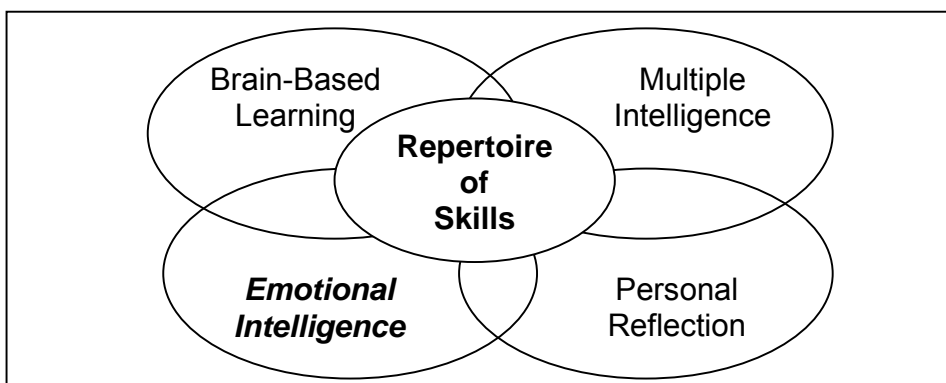 Brain-Based
Learning
Multiple
Intelligence
Repertoire
of
Skills
Emotional
Intelligence
Personal
Reflection